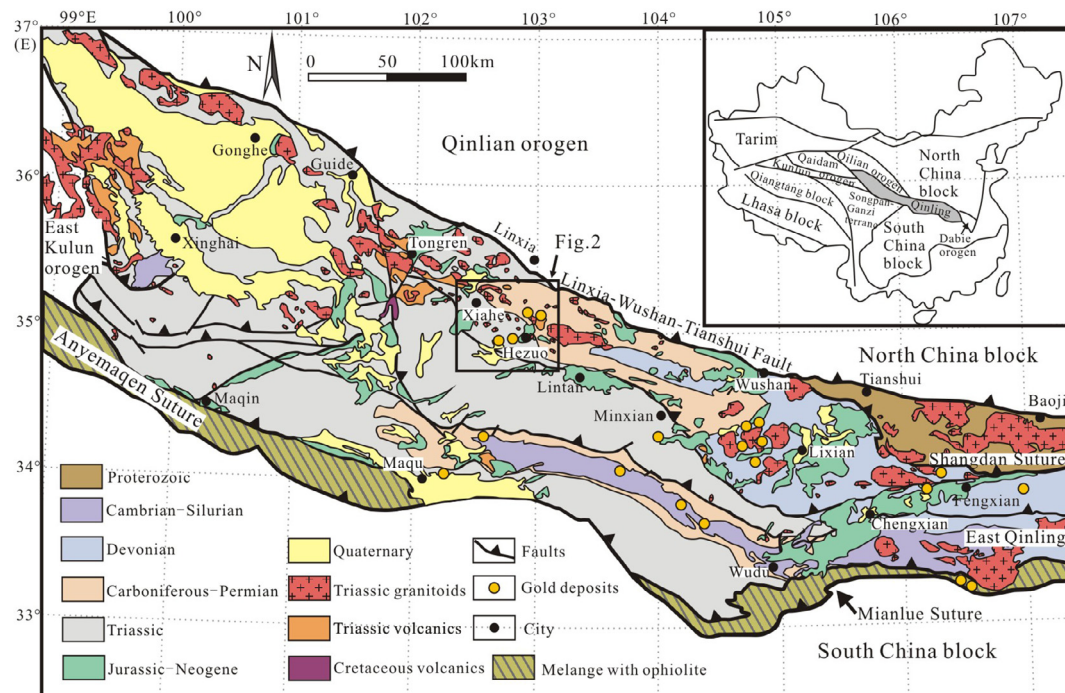 99°E 100° 101° 102° 103° 104° 105° 106° 107°
37°
(E)
36°
35°
34°
33°
N
0 50 100km
Qinlian orogen
Gonghe
Guide
East
Kulun
orogen
Xinghai
Tongren
Linxia
Fig.2
Linxia-Wushan-Tianshui Fault
Xiahe
Hezuo
Anyemaqen Suture
Maqin
Lintan
Wushan
North China block
Tianshui
Baoji
Minxian
Lixian
Shangdan Suture
Maqu
Fengxian
Chengxian
East Qinling
Wudu
Mianlue Suture
South China block
Tarim
Qaidam
Qilian orogen
Kunlun orogen
Qiangtang block
Lhasa block
Songpan-
Ganzi
terrane
North
China
block
Qinling
South
China
block
Dabie
orogen
Proterozoic
Cambrian-Silurian
Devonian
Carboniferous-Permian
Triassic
Jurassic-Neogene
Quaternary
Triassic granitoids
Triassic volcanics
Cretaceous volcanics
Faults
Gold deposits
City
Melange with ophiolite